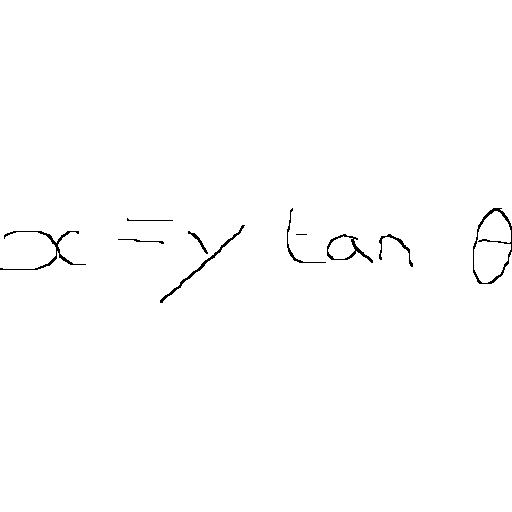 x = y tan θ